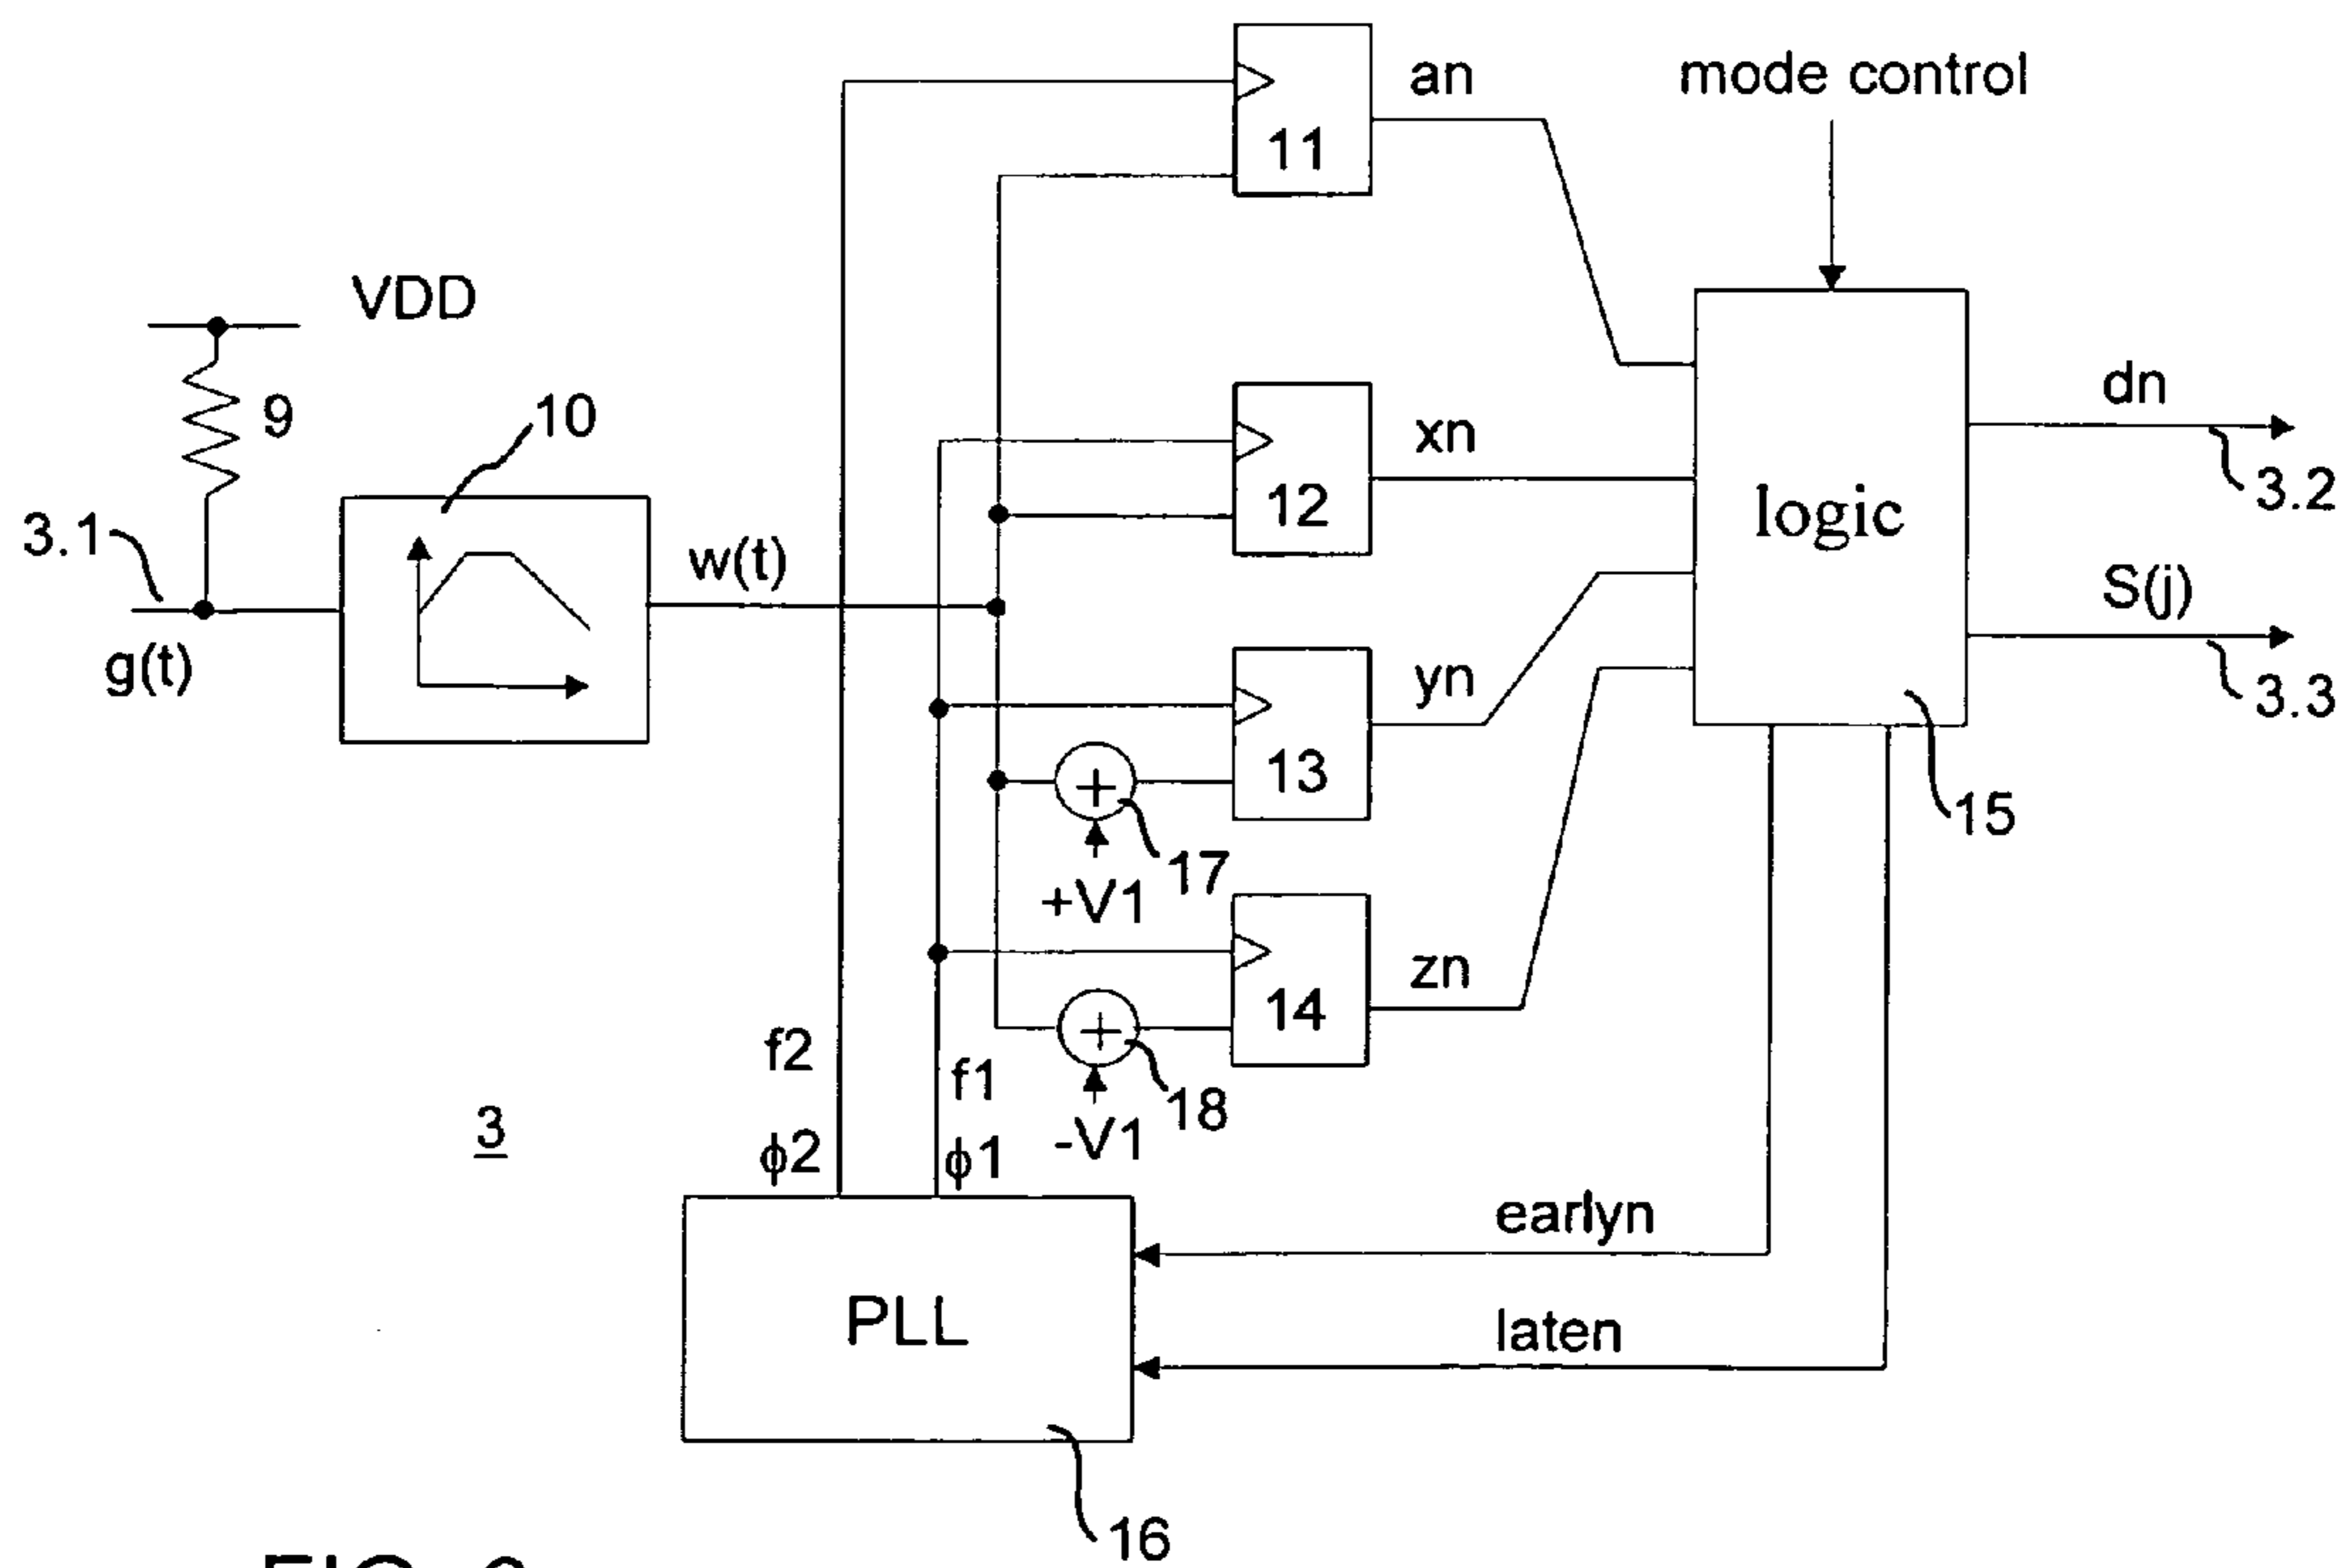 an
mode control
11
VDD
9
10
xn
12
logic
dn
3.2
3.1
g(t)
w(t)
S(j)
3.3
yn
13
17
+V1
15
zn
14
18
-V1
f2
f1
ϕ2
ϕ1
3
earlyn
PLL
laten
16